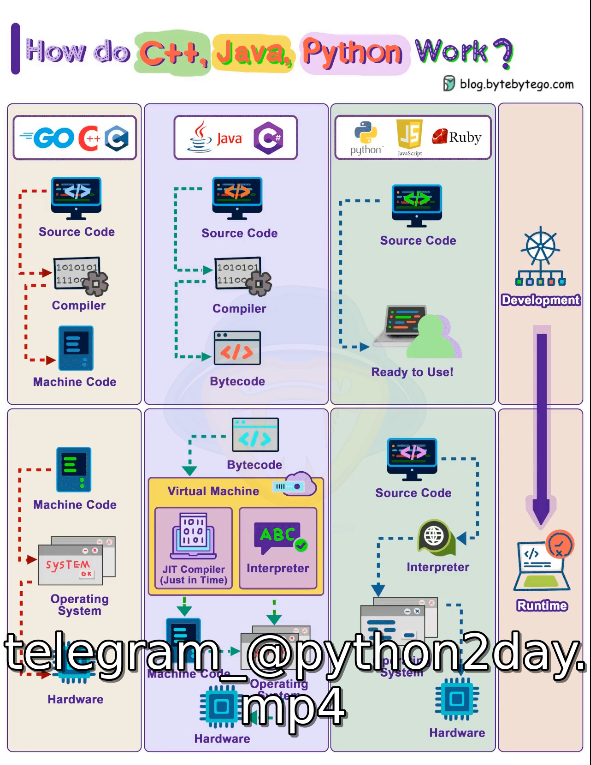 How do C++, Java, Python Work?
blog.bytebytego.com
GO C++ C
Java C#
python JS JavaScript Ruby
Source Code
Compiler
Machine Code
Source Code
Compiler
Bytecode
Source Code
Ready to Use!
Development
Machine Code
SYSTEM
OK
Operating
System
Hardware
Bytecode
Virtual Machine
JIT Compiler
(Just in Time)
ABC
Interpreter
Machine Code
Operating
System
Hardware
Source Code
Interpreter
Operating
System
Hardware
Runtime
telegram_@python2day.
mp4